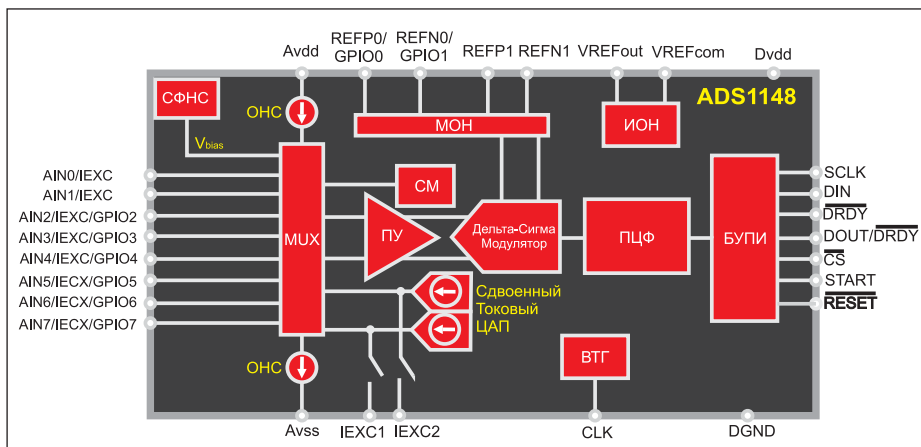 REFP0/
GPIO0
REFN0/
GPIO1
Avdd
REFP1
REFN1
VREFout
VREFcom
Dvdd
ADS1148
СФНС
ОНС
МОН
ИОН
Vbias
AIN0/IEXC
AIN1/IEXC
AIN2/IEXC/GPIO2
AIN3/IEXC/GPIO3
AIN4/IEXC/GPIO4
AIN5/IECX/GPIO5
AIN6/IECX/GPIO6
AIN7/IECX/GPIO7
MUX
СМ
ПУ
Дельта-Сигма
Модулятор
ПЦФ
БУПИ
SCLK
DIN
DRDY
DOUT/DRDY
CS
START
RESET
Сдвоенный
Токовый
ЦАП
ОНС
ВТГ
Avss
IEXC1
IEXC2
CLK
DGND